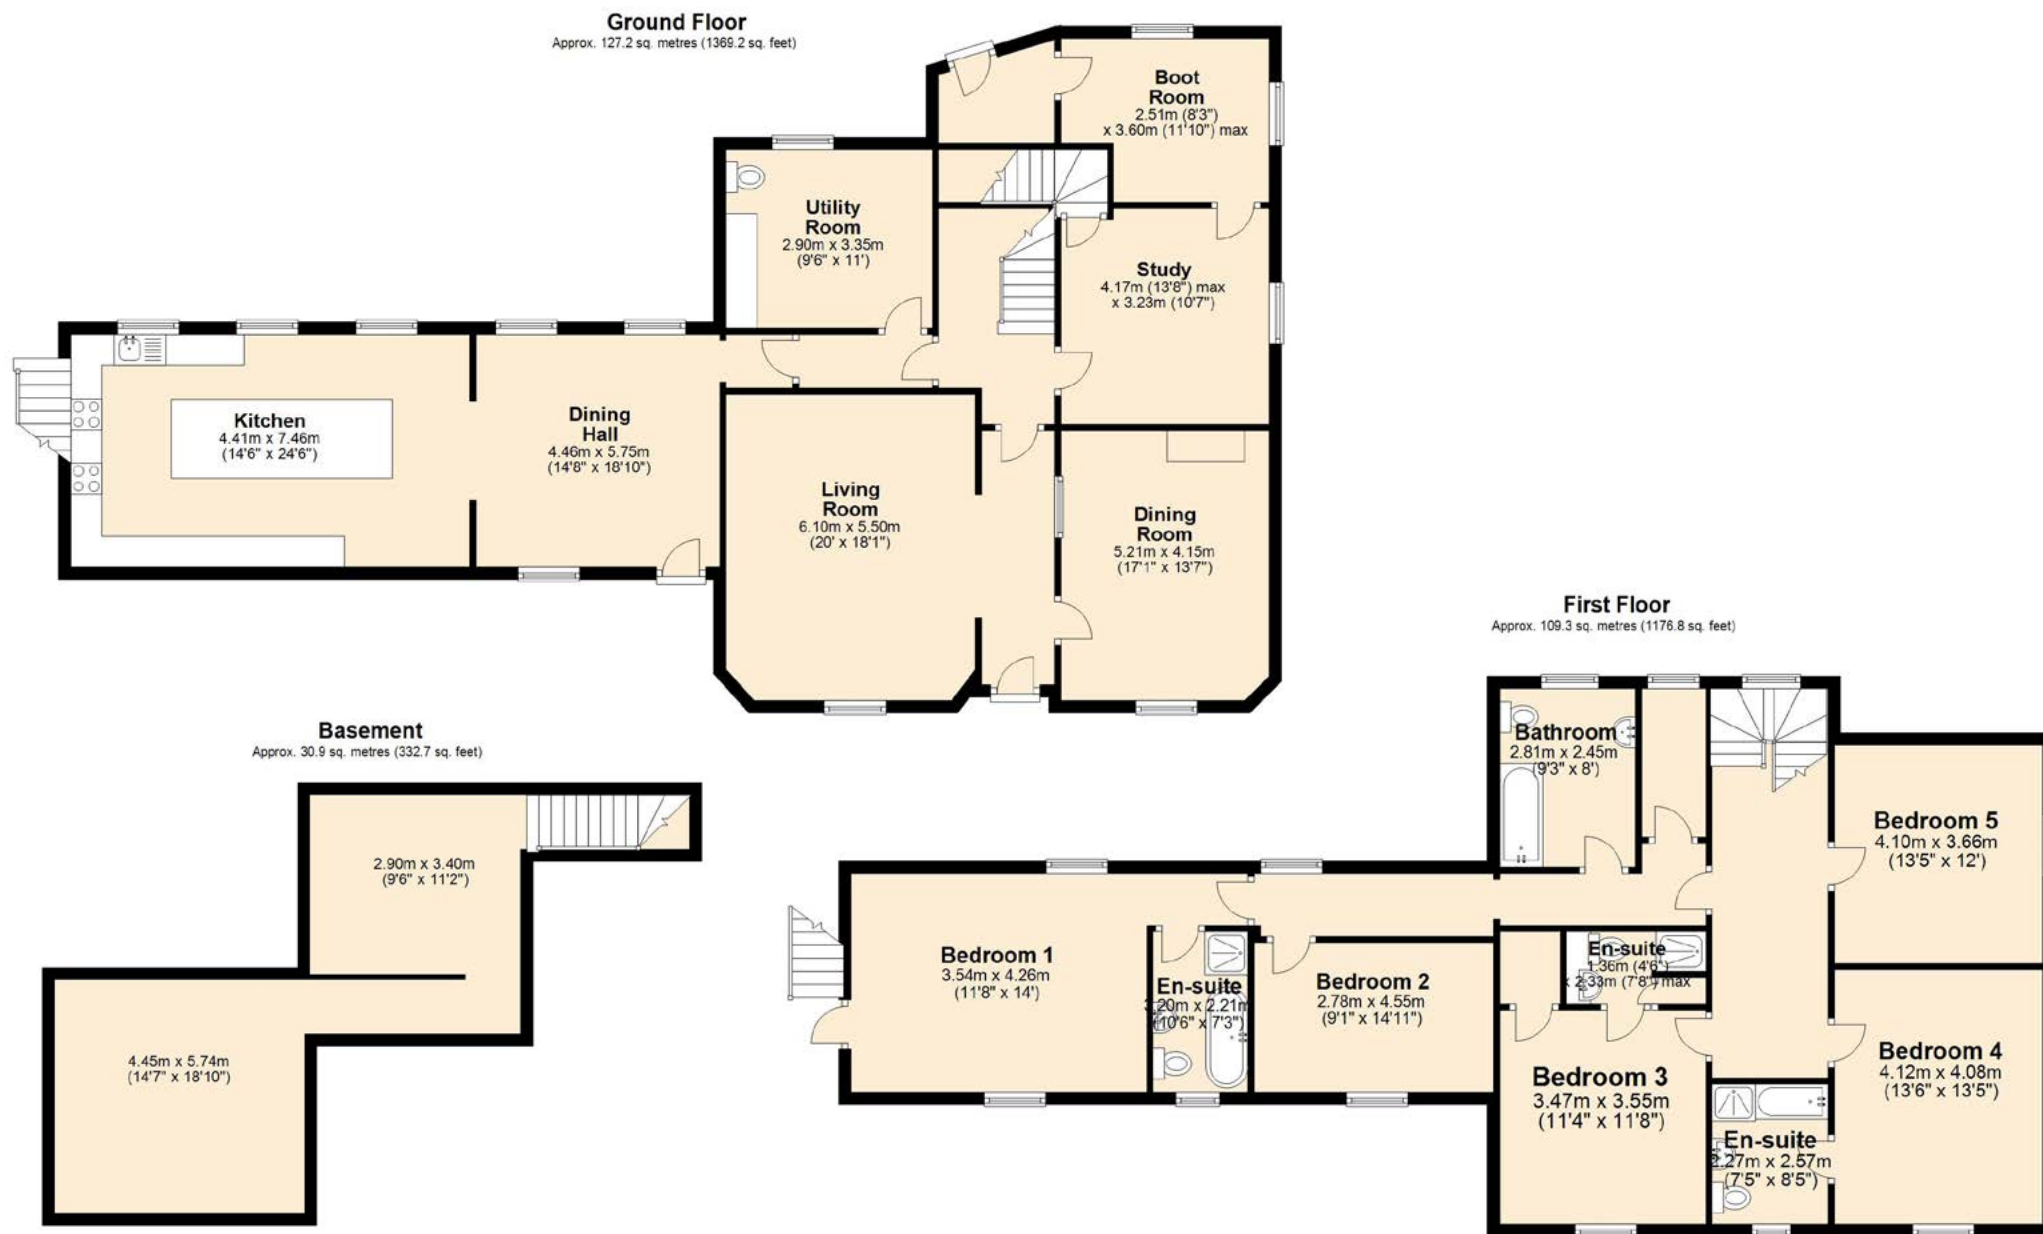 Ground Floor
Approx. 127.2 sq. metres (1369.2 sq. feet)
Boot
Room
2.51m (8'3")
x 3.60m (11'10") max
Utility
Room
2.90m x 3.35m
(9'6" x 11')
Study
4.17m (13'8") max
x 3.23m (10'7")
Kitchen
4.41m x 7.46m
(14'6" x 24'6")
Dining
Hall
4.46m x 5.75m
(14'8" x 18'10")
Living
Room
6.10m x 5.50m
(20' x 18'1")
Dining
Room
5.21m x 4.15m
(17'1" x 13'7")
First Floor
Approx. 109.3 sq. metres (1176.8 sq. feet)
Bathroom
2.81m x 2.45m
(9'3" x 8')
Bedroom 5
4.10m x 3.66m
(13'5" x 12')
Bedroom 1
3.54m x 4.26m
(11'8" x 14')
En-suite
3.20m x 2.21m
(10'6" x 7'3")
Bedroom 2
2.78m x 4.55m
(9'1" x 14'11")
En-suite
1.36m (4'6")
x 2.33m (7'8") max
Bedroom 3
3.47m x 3.55m
(11'4" x 11'8")
Bedroom 4
4.12m x 4.08m
(13'6" x 13'5")
En-suite
2.27m x 2.57m
(7'5" x 8'5")
Basement
Approx. 30.9 sq. metres (332.7 sq. feet)
2.90m x 3.40m
(9'6" x 11'2")
4.45m x 5.74m
(14'7" x 18'10")